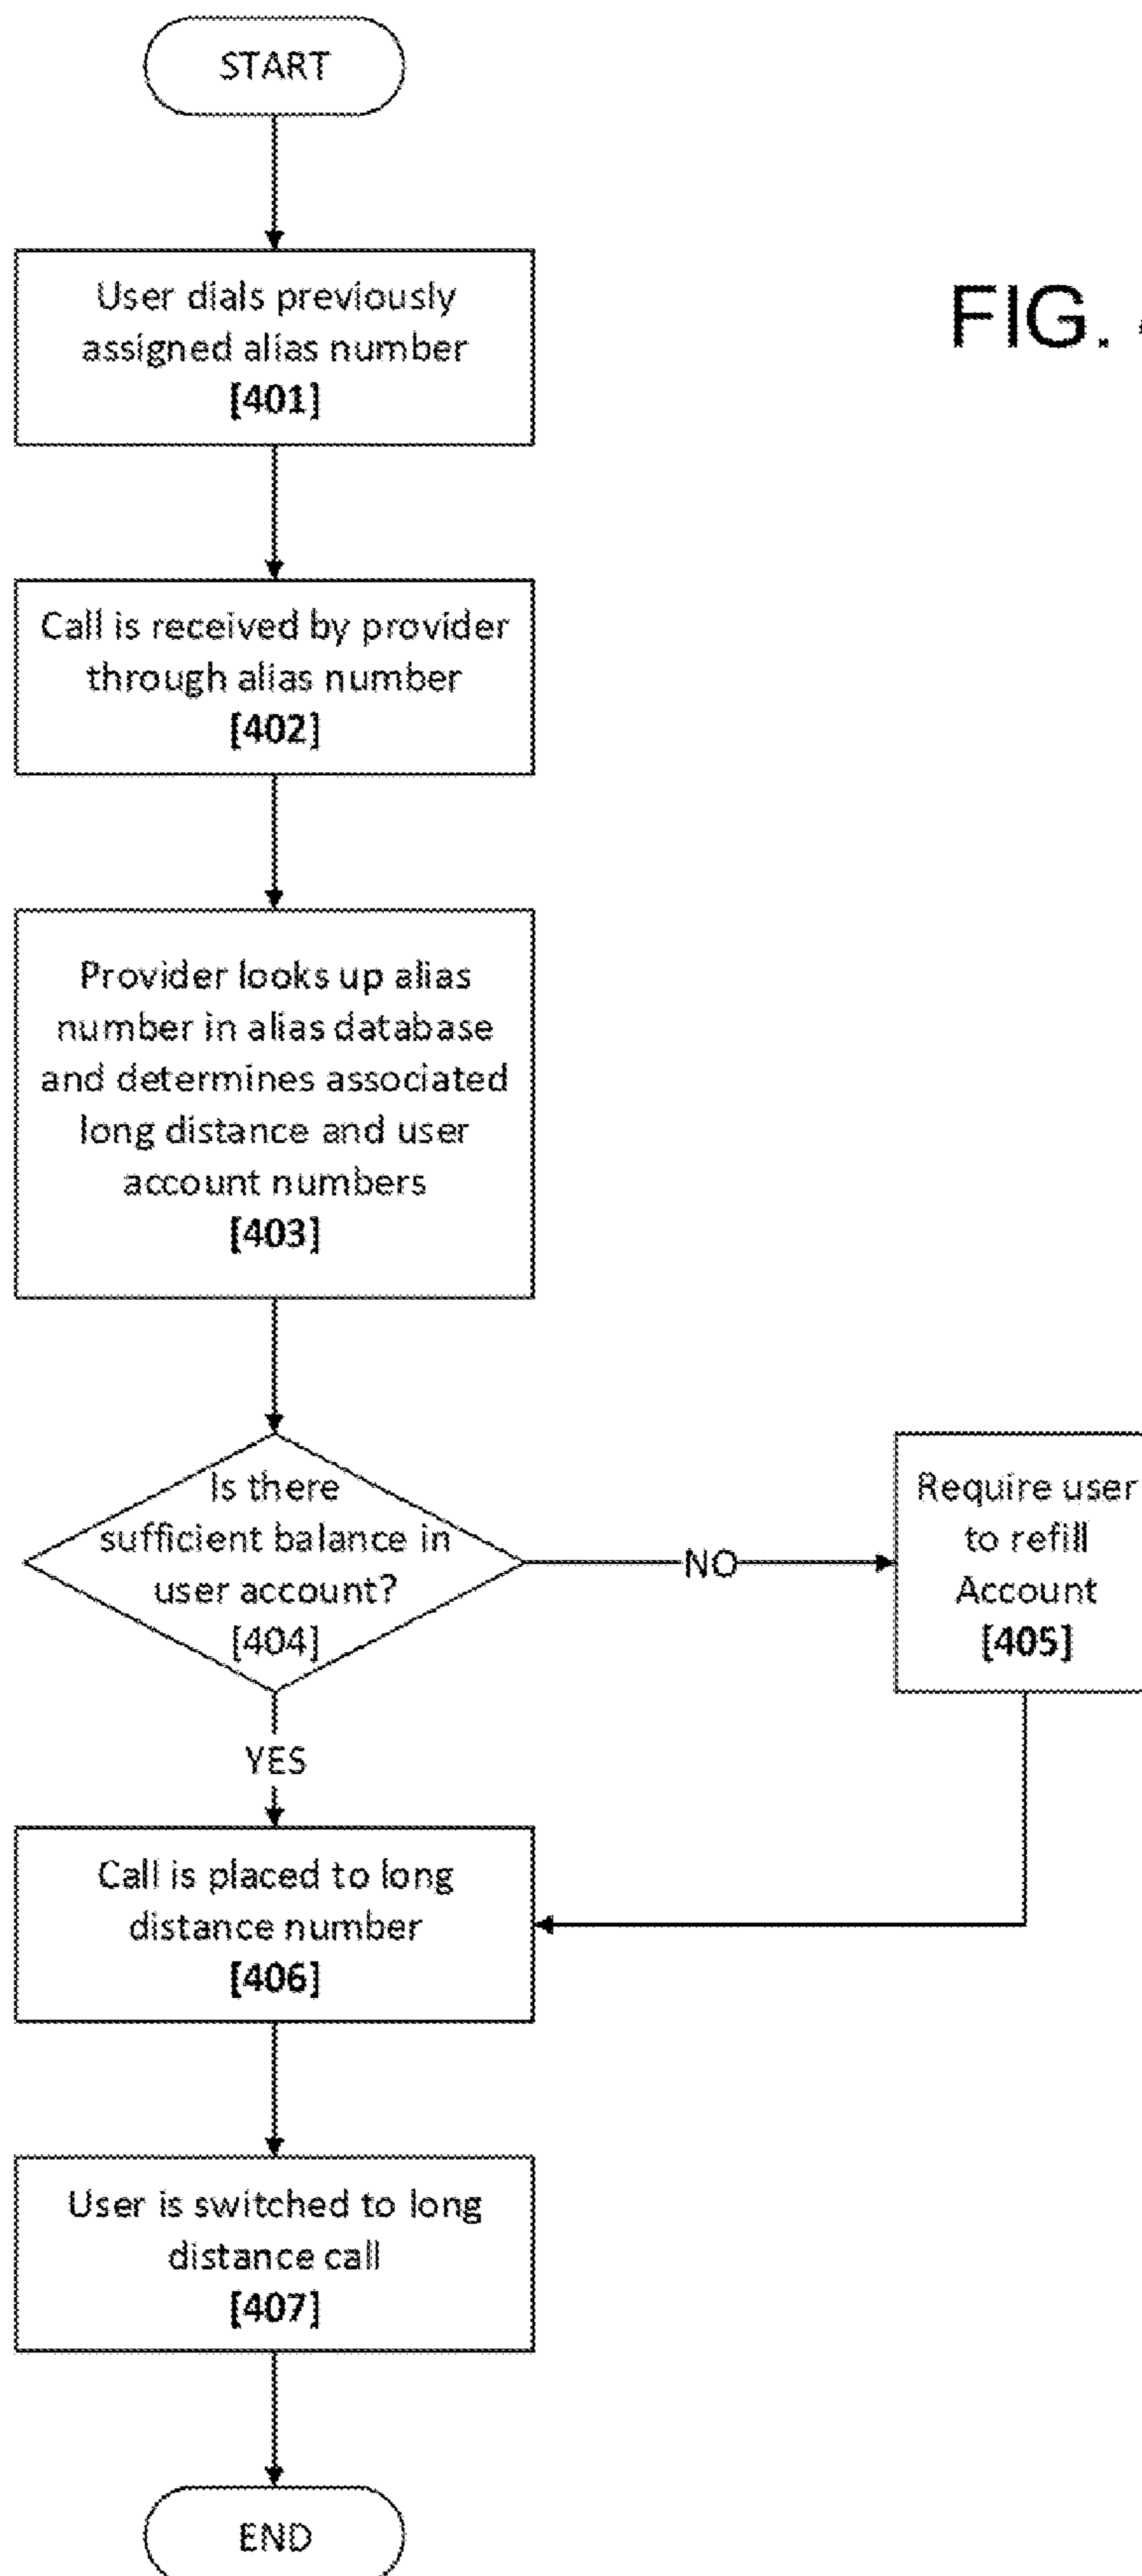 START
User dials previously
assigned alias number
[401]
FIG.
Call is received by provider
through alias number
[402]
Provider looks up alias
number in alias database
and determines associated
long distance and user
account numbers
[403]
Is there
sufficient balance in
user account?
[404]
NO
Require user
to refill
Account
[405]
YES
Call is placed to long
distance number
[406]
User is switched to long
distance call
[407]
END